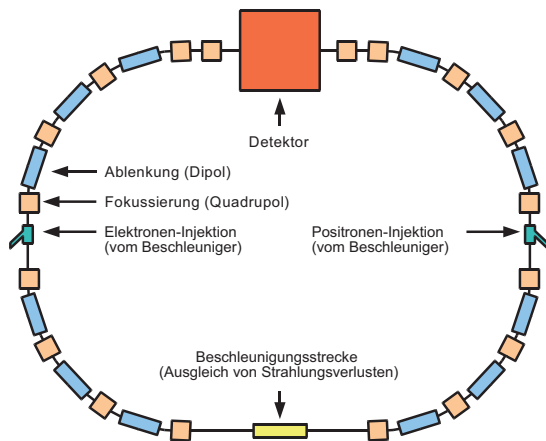 Detektor
Ablenkung (Dipol)
Fokussierung (Quadrupol)
Elektronen-Injektion
(vom Beschleuniger)
Positronen-Injektion
(vom Beschleuniger)
Beschleunigungsstrecke
(Ausgleich von Strahlungsverlusten)